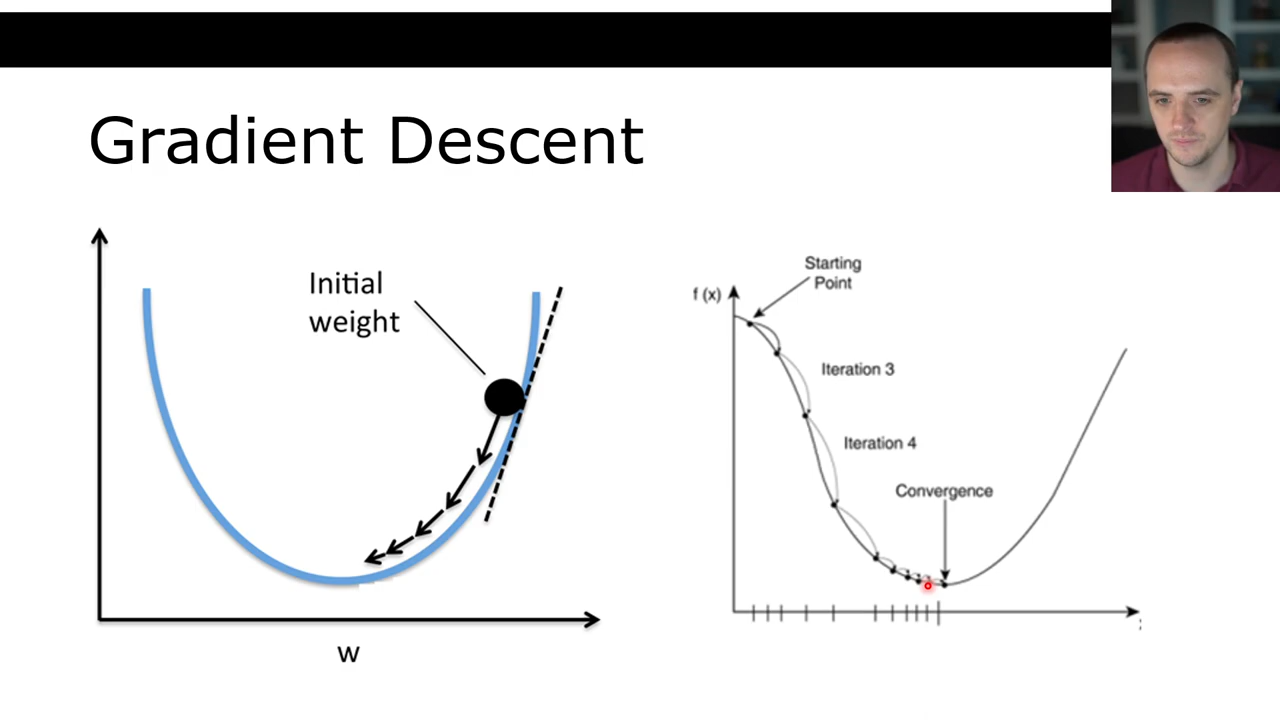 Gradient Descent
Initial
weight
w
Starting
Point
f (x)
Iteration 3
Iteration 4
Convergence